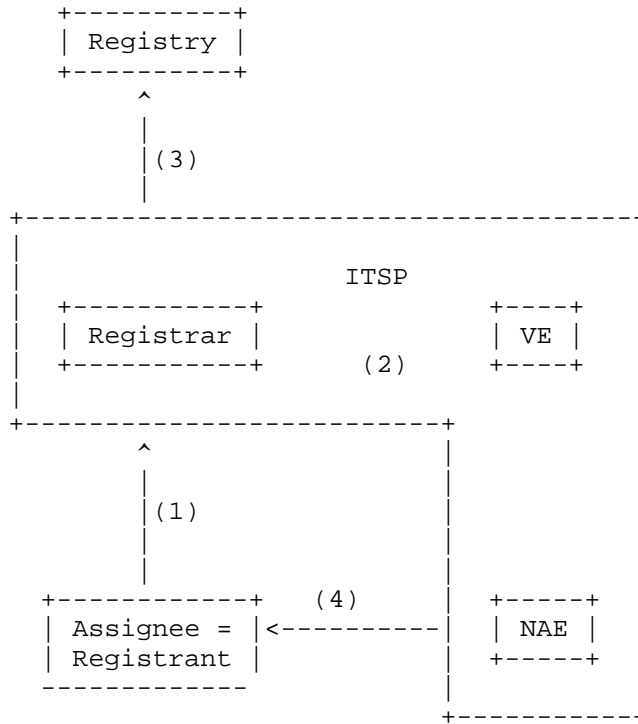 Registry
(3)
ITSP
Registrar VE
(2)
(1)
(4)
Assignee = NAE
Registrant